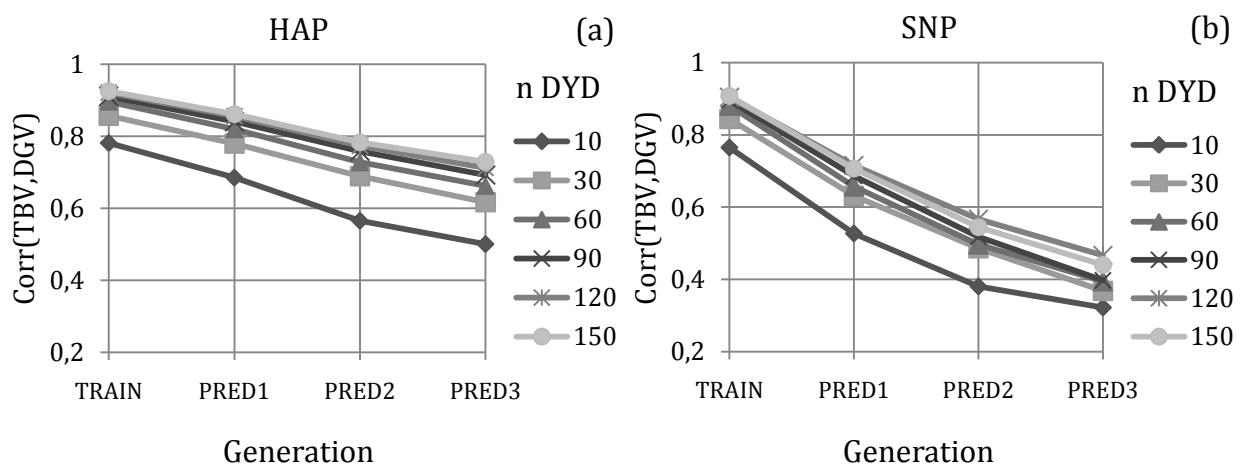 HAP
(a)
1
0,8
0,6
0,4
0,2
Corr(TBV,DGV)
TRAIN PRED1 PRED2 PRED3
Generation
n DYD
10
30
60
90
120
150
SNP
(b)
1
0,8
0,6
0,4
0,2
Corr(TBV,DGV)
TRAIN PRED1 PRED2 PRED3
Generation
n DYD
10
30
60
90
120
150